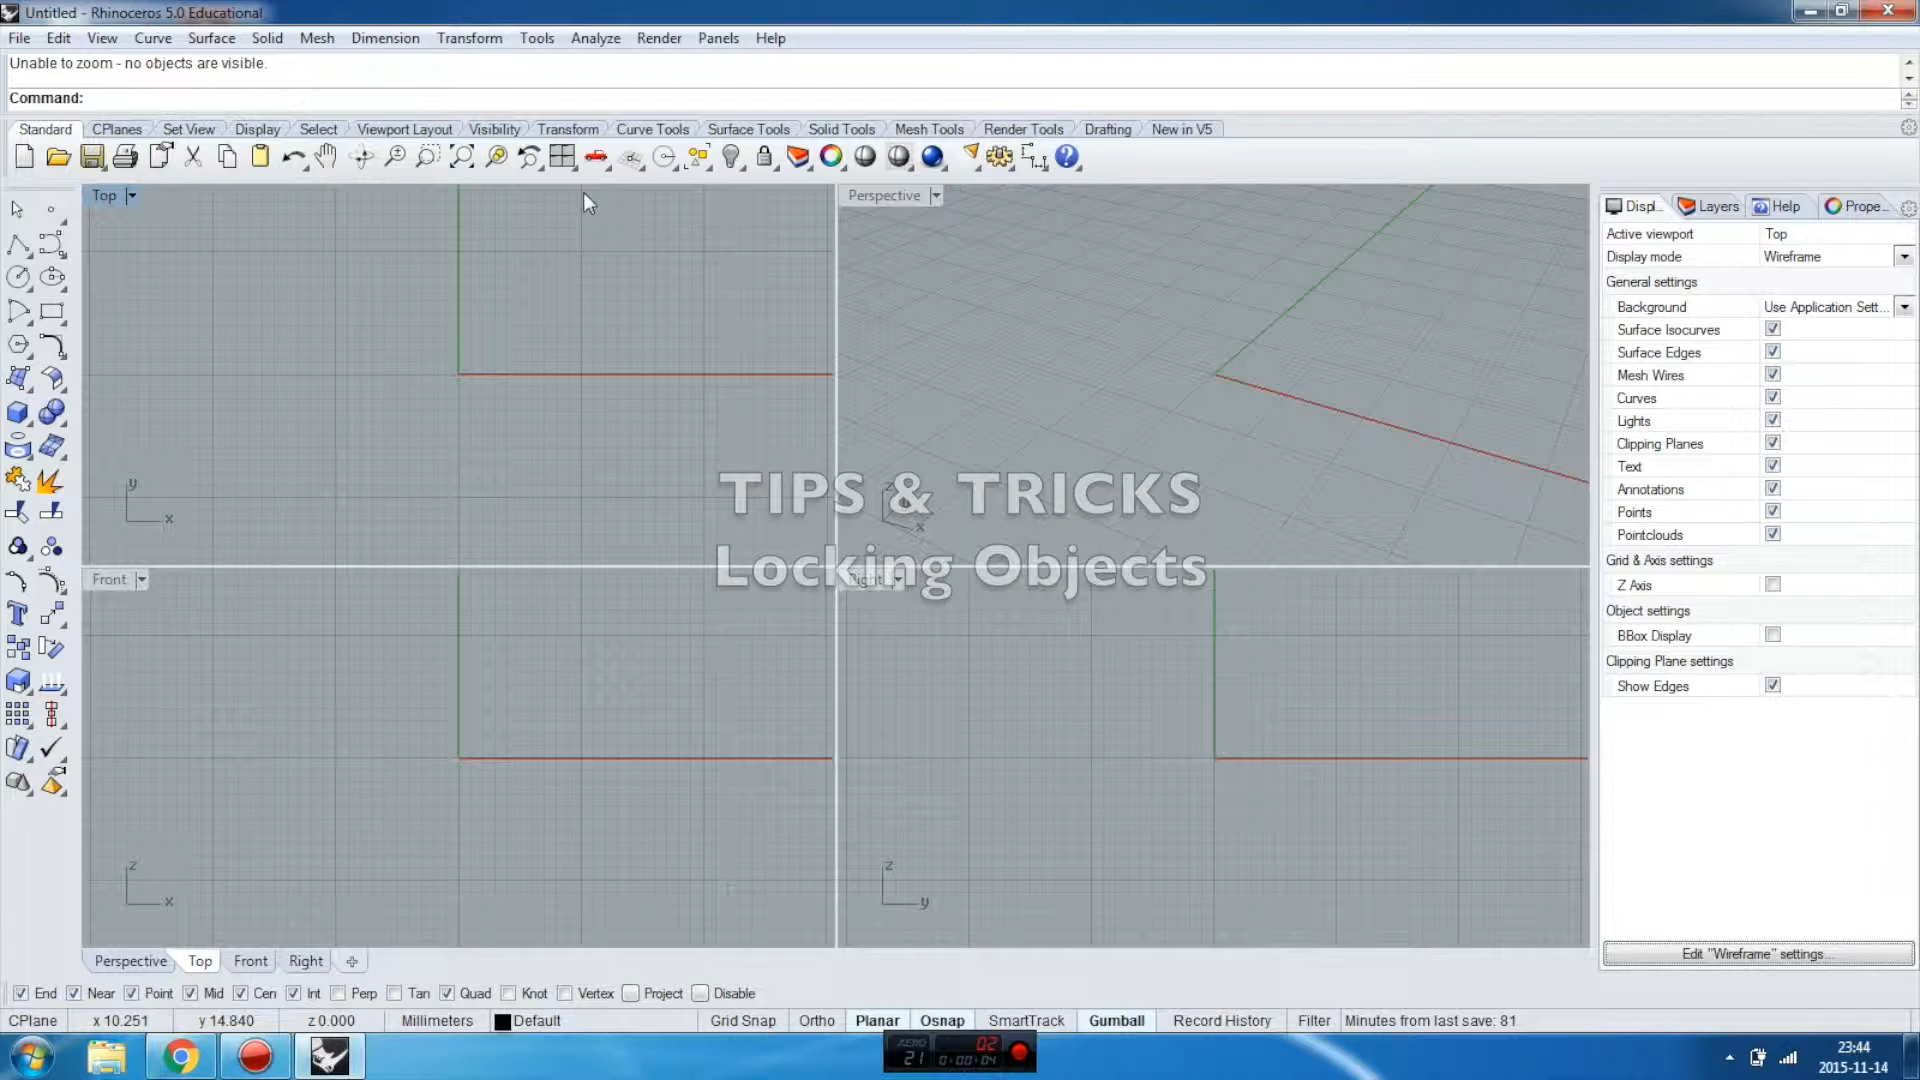 Untitled - Rhinoceros 5.0 Educational
File Edit View Curve Surface Solid Mesh Dimension Transform Tools Analyze Render Panels Help
Unable to zoom - no objects are visible.
Command:
Standard CPlanes Set View Display Select Viewport Layout Visibility Transform Curve Tools Surface Tools Solid Tools Mesh Tools Render Tools Drafting New in V5
Top
Perspective
Displ... Layers Help Prope...
Active viewport Top
Display mode Wireframe
General settings
Background Use Application Sett...
Surface Isocurves
Surface Edges
Mesh Wires
Curves
Lights
Clipping Planes
Text
Annotations
Points
Pointclouds
Grid & Axis settings
Z Axis
Object settings
BBox Display
Clipping Plane settings
Show Edges
y
x
z
x
TIPS & TRICKS
Locking Objects
Front
Right
z
x
z
y
Edit "Wireframe" settings...
Perspective Top Front Right
End Near Point Mid Cen Int Perp Tan Quad Knot Vertex Project Disable
CPlane x 10.251 y 14.840 z 0.000 Millimeters Default Grid Snap Ortho Planar Osnap SmartTrack Gumball Record History Filter Minutes from last save: 81
AERO 02
21 0:00:04
23:44
2015-11-14